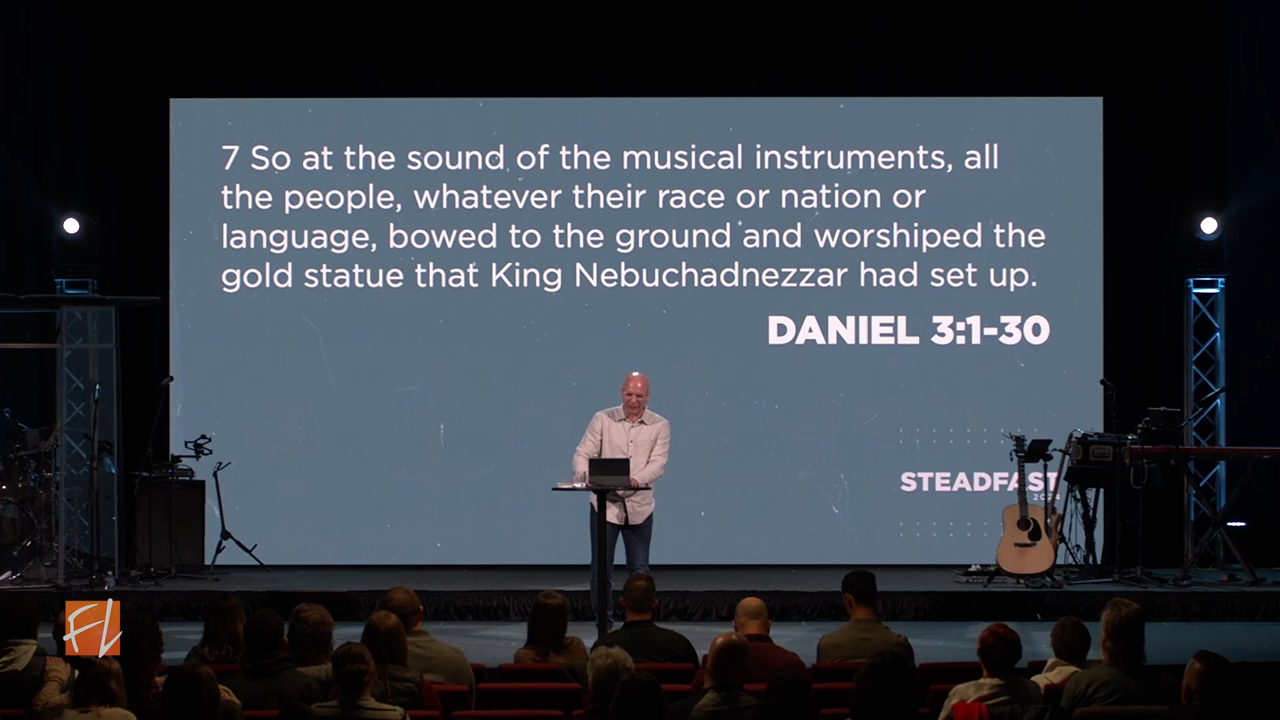 7 So at the sound of the musical instruments, all
the people, whatever their race or nation or
language, bowed to the ground and worshiped the
gold statue that King Nebuchadnezzar had set up.
DANIEL 3:1-30
STEADFAST
FL